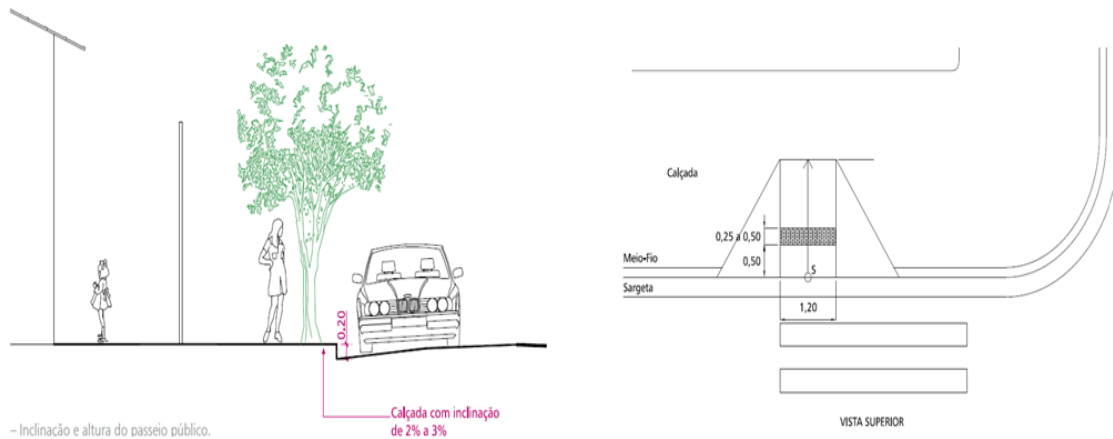 0.20
Calçada com inclinação
de 2% a 3%
– Inclinação e altura do passeio público.
Calçada
0,25 a 0,50
0,50
Meio-Fio
Sargeta
S
1,20
VISTA SUPERIOR